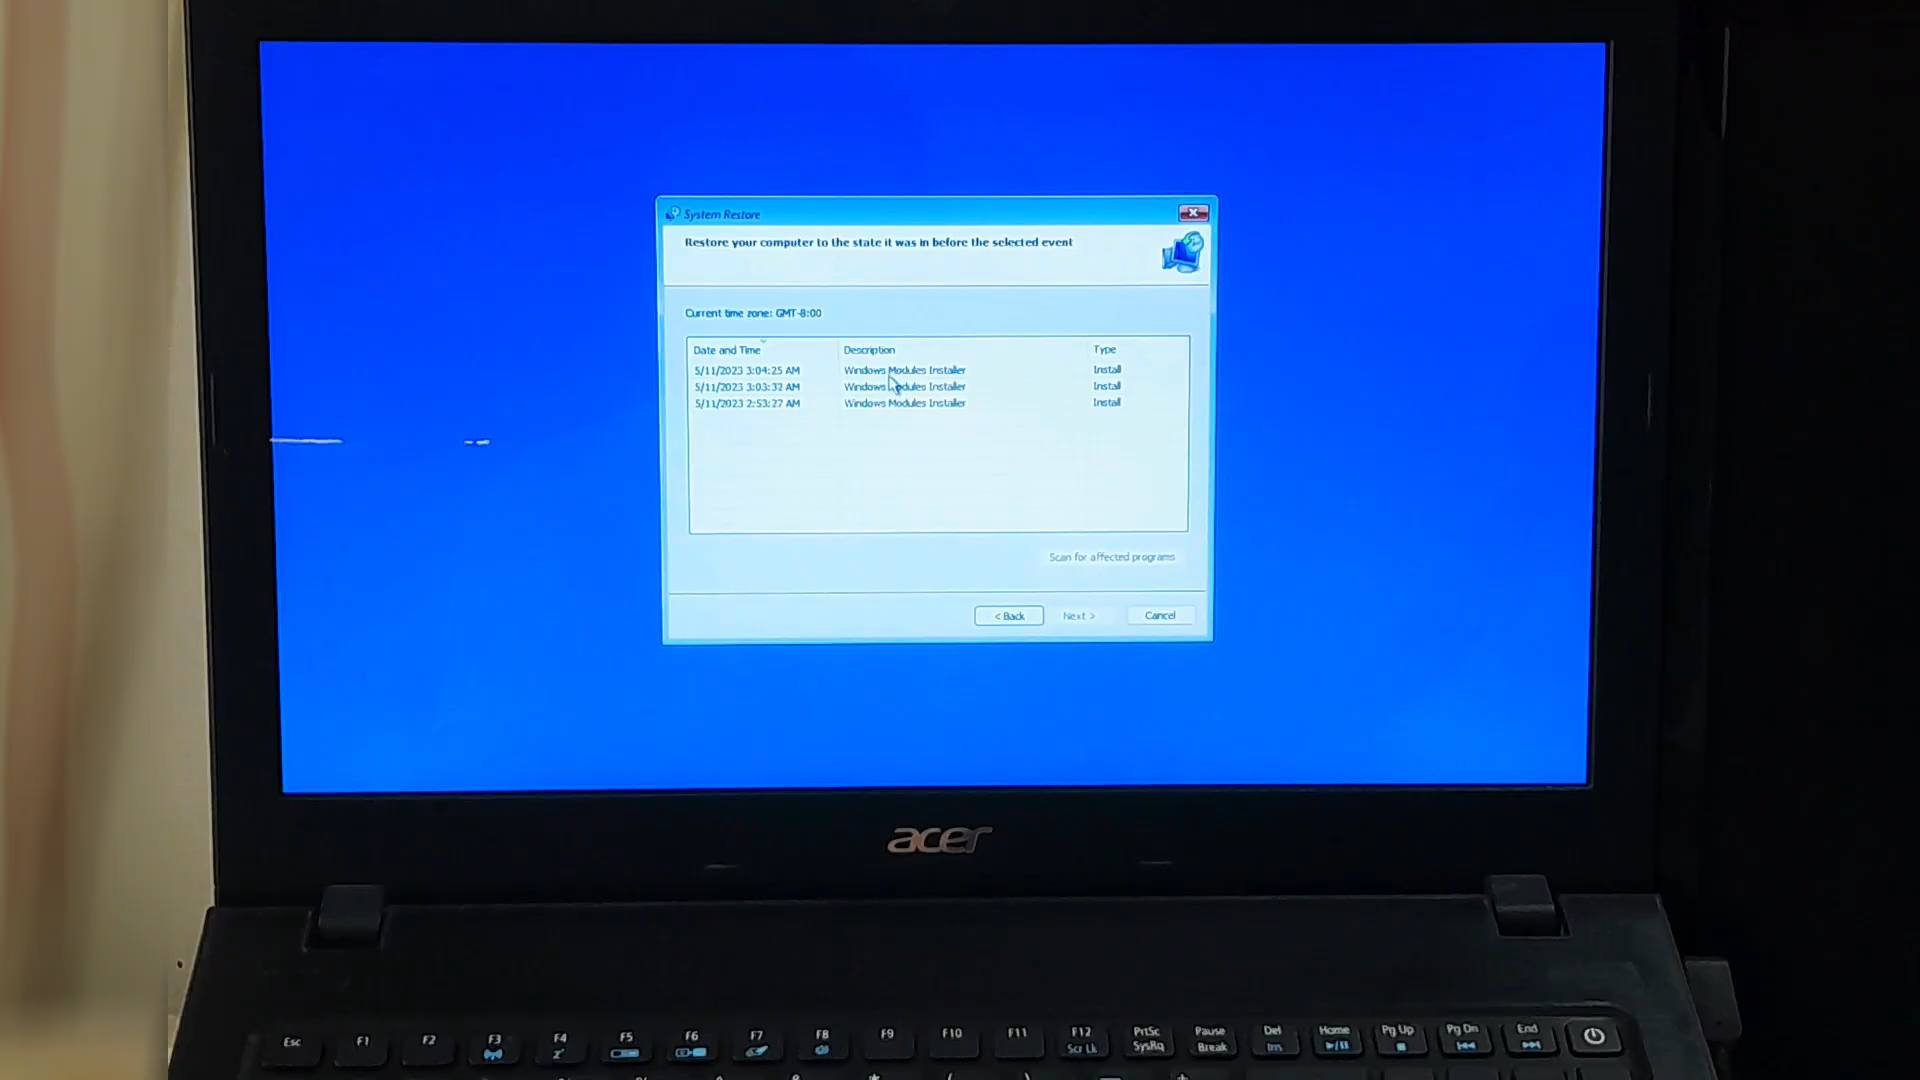 System Restore
Restore your computer to the state it was in before the selected event
Current time zone: GMT-8:00
Date and Time Description Type
5/11/2023 3:04:25 AM Windows Modules Installer Install
5/11/2023 3:03:32 AM Windows Modules Installer Install
5/11/2023 2:53:27 AM Windows Modules Installer Install
Scan for affected programs
< Back Next > Cancel
acer
Esc F1 F2 F3 F4 F5 F6 F7 F8 F9 F10 F11 F12 PrtSc Pause Del Home Pg Up Pg Dn End
Scr Lk SysRq Break Ins